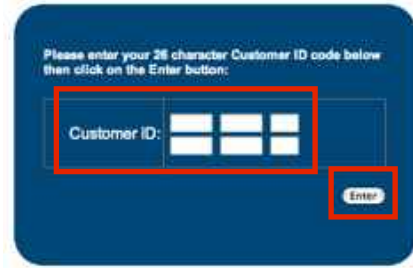 Please enter your 26 character Customer ID code below
then click on the Enter button:
Customer ID:
Enter